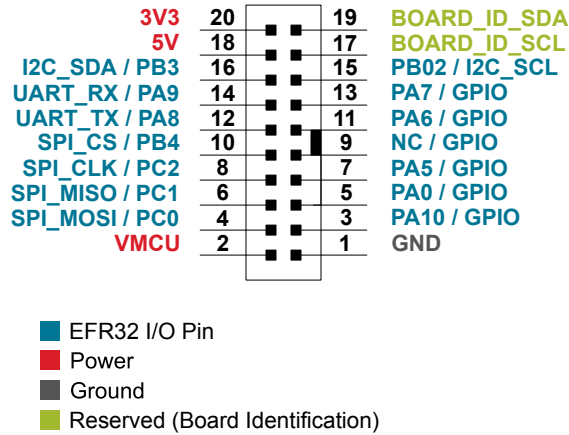 3V3 20 19 BOARD_ID_SDA
5V 18 17 BOARD_ID_SCL
I2C_SDA / PB3 16 15 PB02 / I2C_SCL
UART_RX / PA9 14 13 PA7 / GPIO
UART_TX / PA8 12 11 PA6 / GPIO
SPI_CS / PB4 10 9 NC / GPIO
SPI_CLK / PC2 8 7 PA5 / GPIO
SPI_MISO / PC1 6 5 PA0 / GPIO
SPI_MOSI / PC0 4 3 PA10 / GPIO
VMCU 2 1 GND
EFR32 I/O Pin
Power
Ground
Reserved (Board Identification)